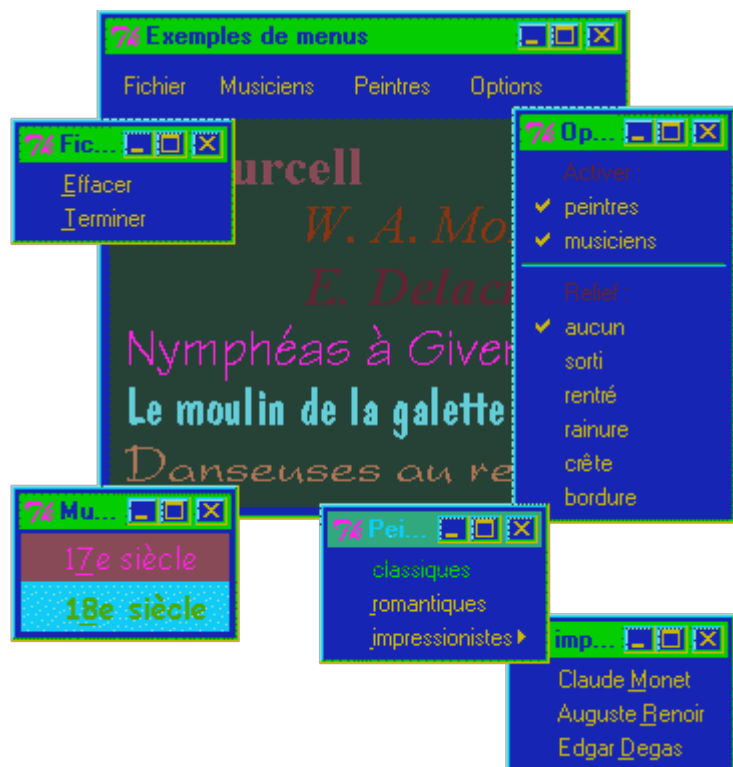 Exemples de menus
Fichier Musiciens Peintres Options
Fic...
Effacer
Terminer
urcell
W. A. Mo
E. Delac
Nymphéas à Giver
Le moulin de la galette
Danseuses au re
Op...
Activer :
peintres
musiciens
Relief :
aucun
sorti
rentré
rainure
crête
bordure
Mu...
17e siècle
18e siècle
Pei...
classiques
romantiques
impressionistes
imp...
Claude Monet
Auguste Renoir
Edgar Degas